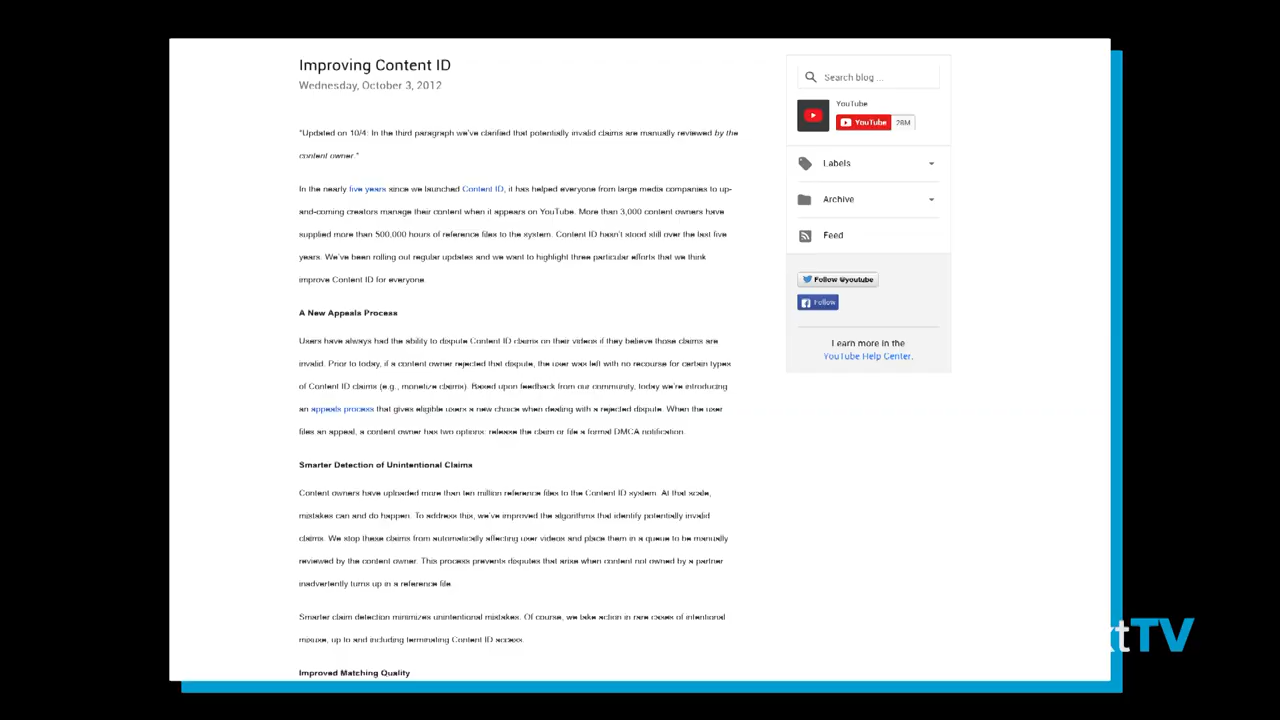 Improving Content ID
Wednesday, October 3, 2012
*Updated on 10/4: In the third paragraph we've clarified that potentially invalid claims are manually reviewed by the
content owner.*
In the nearly five years since we launched Content ID, it has helped everyone from large media companies to up-
and-coming creators manage their content when it appears on YouTube. More than 3,000 content owners have
supplied more than 500,000 hours of reference files to the system. Content ID hasn't stood still over the last five
years. We've been rolling out regular updates and we want to highlight three particular efforts that we think
improve Content ID for everyone.
A New Appeals Process
Users have always had the ability to dispute Content ID claims on their videos if they believe those claims are
invalid. Prior to today, if a content owner rejected that dispute, the user was left with no recourse for certain types
of Content ID claims (e.g., monetize claims). Based upon feedback from our community, today we're introducing
an appeals process that gives eligible users a new choice when dealing with a rejected dispute. When the user
files an appeal, a content owner has two options: release the claim or file a formal DMCA notification.
Smarter Detection of Unintentional Claims
Content owners have uploaded more than ten million reference files to the Content ID system. At that scale,
mistakes can and do happen. To address this, we've improved the algorithms that identify potentially invalid
claims. We stop these claims from automatically affecting user videos and place them in a queue to be manually
reviewed by the content owner. This process prevents disputes that arise when content not owned by a partner
inadvertently turns up in a reference file.
Smarter claim detection minimizes unintentional mistakes. Of course, we take action in rare cases of intentional
misuse, up to and including terminating Content ID access.
Improved Matching Quality
Search blog ...
YouTube
YouTube 28M
Labels
Archive
Feed
Follow @youtube
Follow
Learn more in the
YouTube Help Center.
xtTV